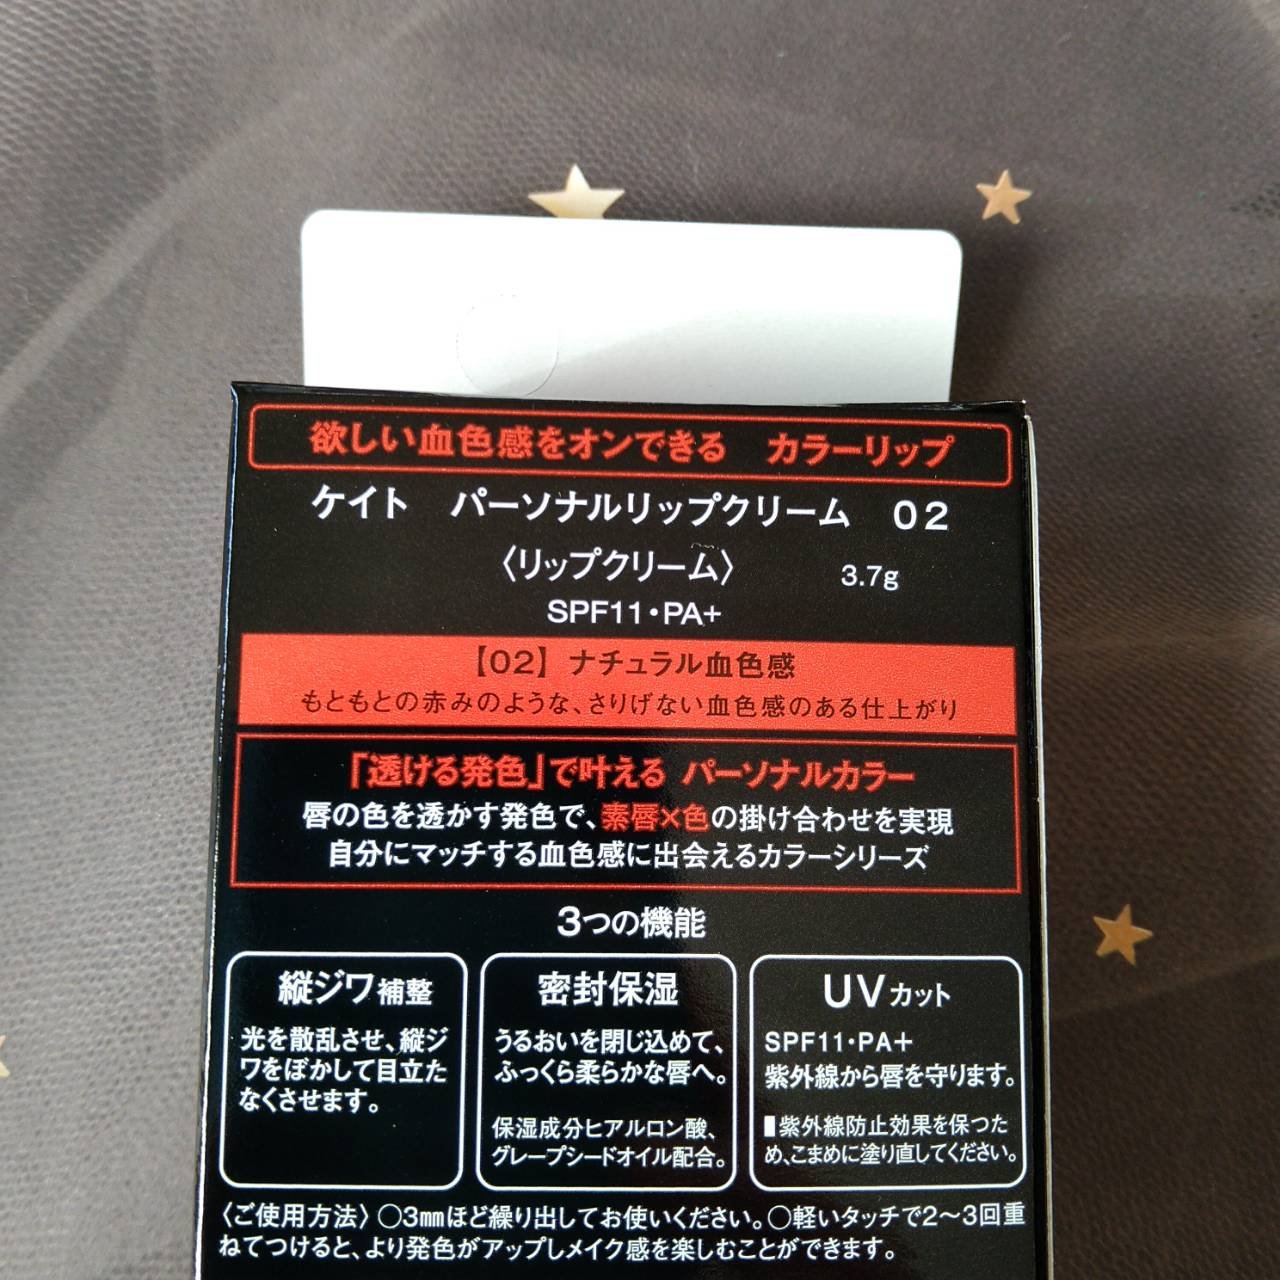 欲しい血色感をオンできる　カラーリップ
ケイト　パーソナルリップクリーム　02
〈リップクリーム〉　3.7g
SPF11・PA+
【02】ナチュラル血色感
もともとの赤みのような、さりげない血色感のある仕上がり
「透ける発色」で叶える パーソナルカラー
唇の色を透かす発色で、素唇×色の掛け合わせを実現
自分にマッチする血色感に出会えるカラーシリーズ
3つの機能
縦ジワ補整
光を散乱させ、縦ジ
ワをぼかして目立た
なくさせます。
密封保湿
うるおいを閉じ込めて、
ふっくら柔らかな唇へ。
保湿成分ヒアルロン酸、
グレープシードオイル配合。
UVカット
SPF11・PA+
紫外線から唇を守ります。
■紫外線防止効果を保つた
め、こまめに塗り直してください。
〈ご使用方法〉○3㎜ほど繰り出してお使いください。○軽いタッチで2〜3回重
ねてつけると、より発色がアップしメイク感を楽しむことができます。